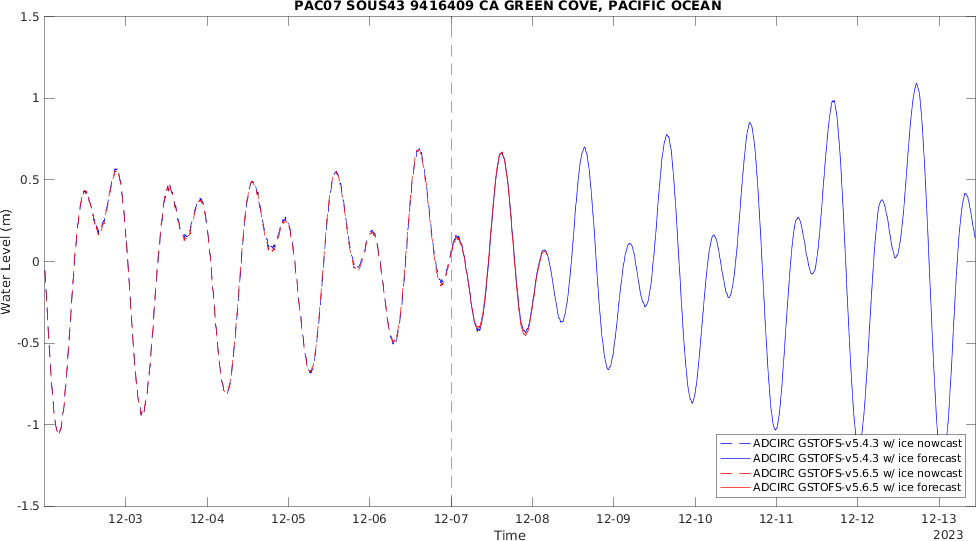 PAC07 SOUS43 9416409 CA GREEN COVE, PACIFIC OCEAN
1.5
1
0.5
0
-0.5
-1
-1.5
Water Level (m)
12-03 12-04 12-05 12-06 12-07 12-08 12-09 12-10 12-11 12-12 12-13
Time
2023
ADCIRC GSTOFS-v5.4.3 w/ ice nowcast
ADCIRC GSTOFS-v5.4.3 w/ ice forecast
ADCIRC GSTOFS-v5.6.5 w/ ice nowcast
ADCIRC GSTOFS-v5.6.5 w/ ice forecast